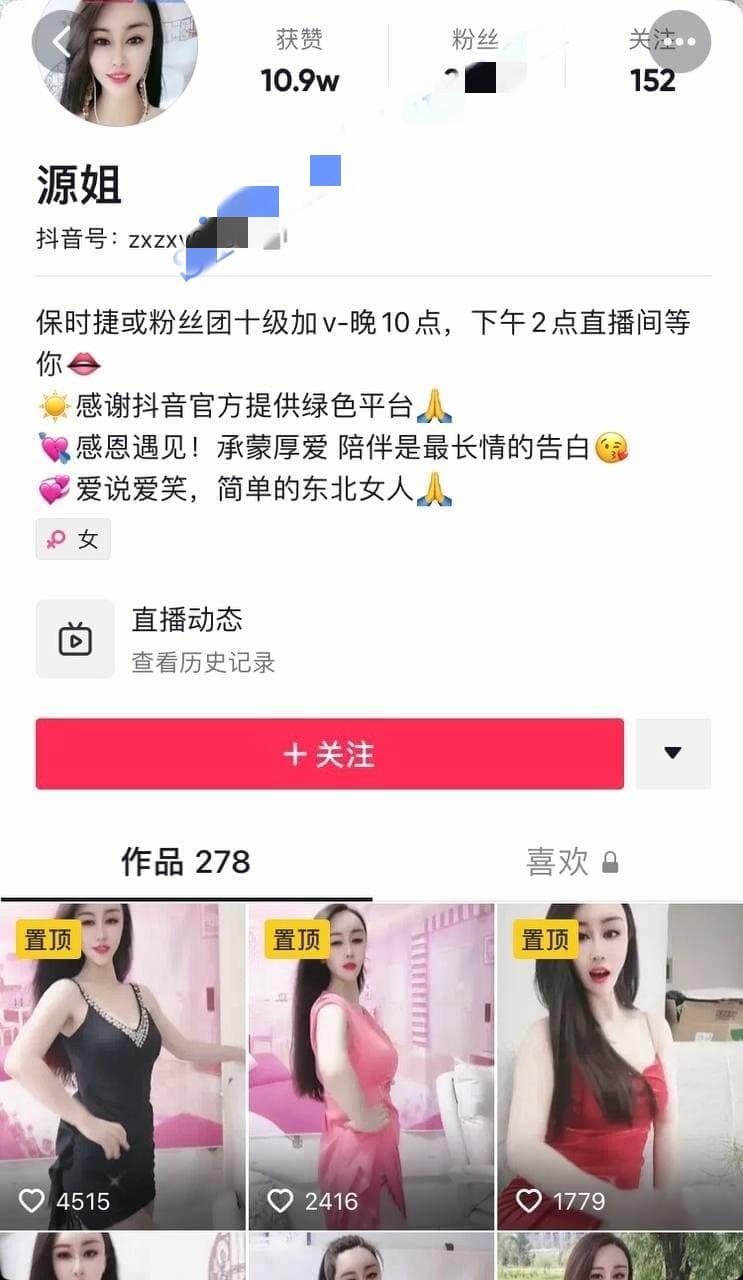 获赞 粉丝 关注
10.9w 152
源姐
抖音号：zxzxv
保时捷或粉丝团十级加v-晚10点，下午2点直播间等
你👄
☀️感谢抖音官方提供绿色平台🙏
💘感恩遇见！承蒙厚爱 陪伴是最长情的告白😘
💞爱说爱笑，简单的东北女人🙏
女
直播动态
查看历史记录
+ 关注
作品 278 喜欢
置顶 置顶 置顶
4515 2416 1779